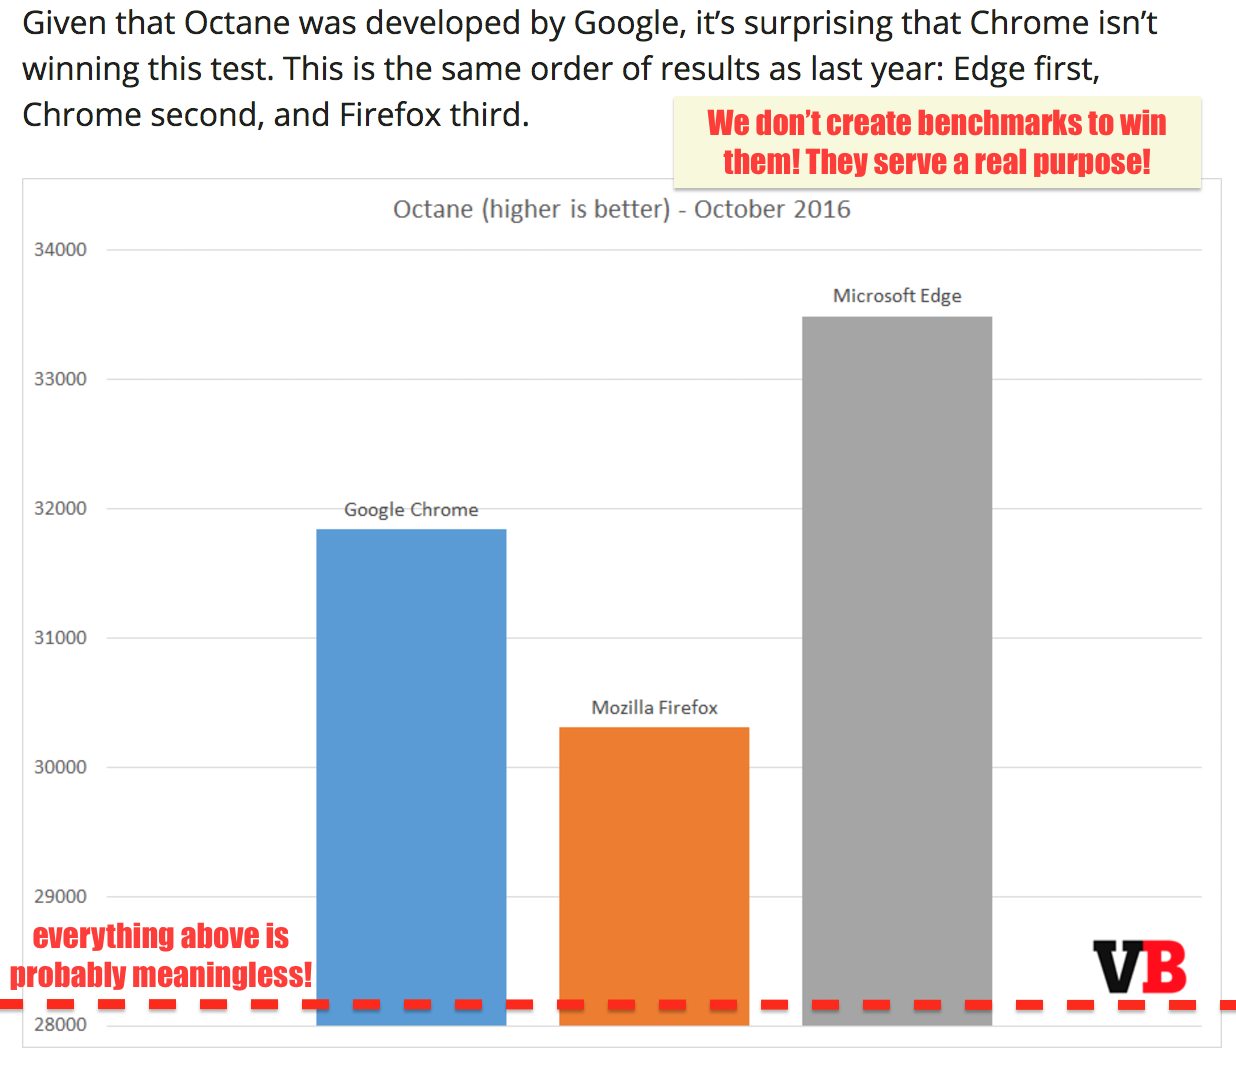 Given that Octane was developed by Google, it’s surprising that Chrome isn’t
winning this test. This is the same order of results as last year: Edge first,
Chrome second, and Firefox third.
We don’t create benchmarks to win
them! They serve a real purpose!
Octane (higher is better) - October 2016
34000
Microsoft Edge
33000
32000
Google Chrome
31000
Mozilla Firefox
30000
29000
everything above is
probably meaningless!
VB
28000